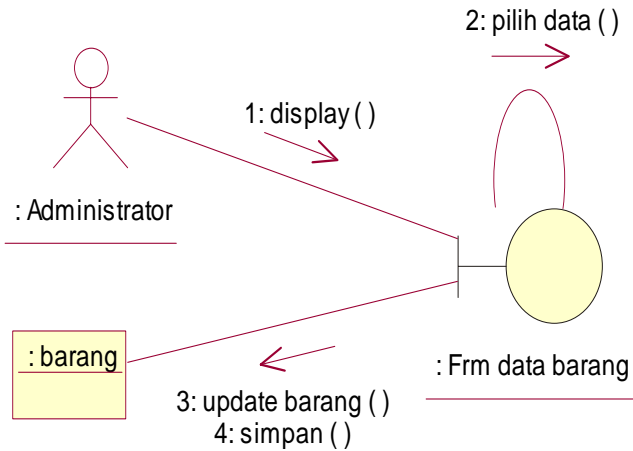 2: pilih data ( )
1: display ( )
: Administrator
: barang
: Frm data barang
3: update barang ( )
4: simpan ( )